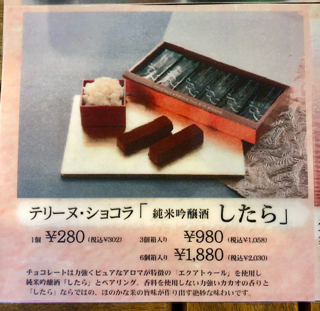 テリーヌ・ショコラ「純米吟醸酒 したら」
1個 ¥280（税込¥302） 3個箱入り ¥980（税込¥1,058）
6個箱入り ¥1,880（税込¥2,030）
チョコレートは力強くピュアなアロマが特徴の「エクアトゥール」を使用し
純米吟醸酒「したら」とペアリング。香料を使用しない力強いカカオの香りと
「したら」ならではの、ほのかな米の旨味が作り出す絶妙な味わいです。